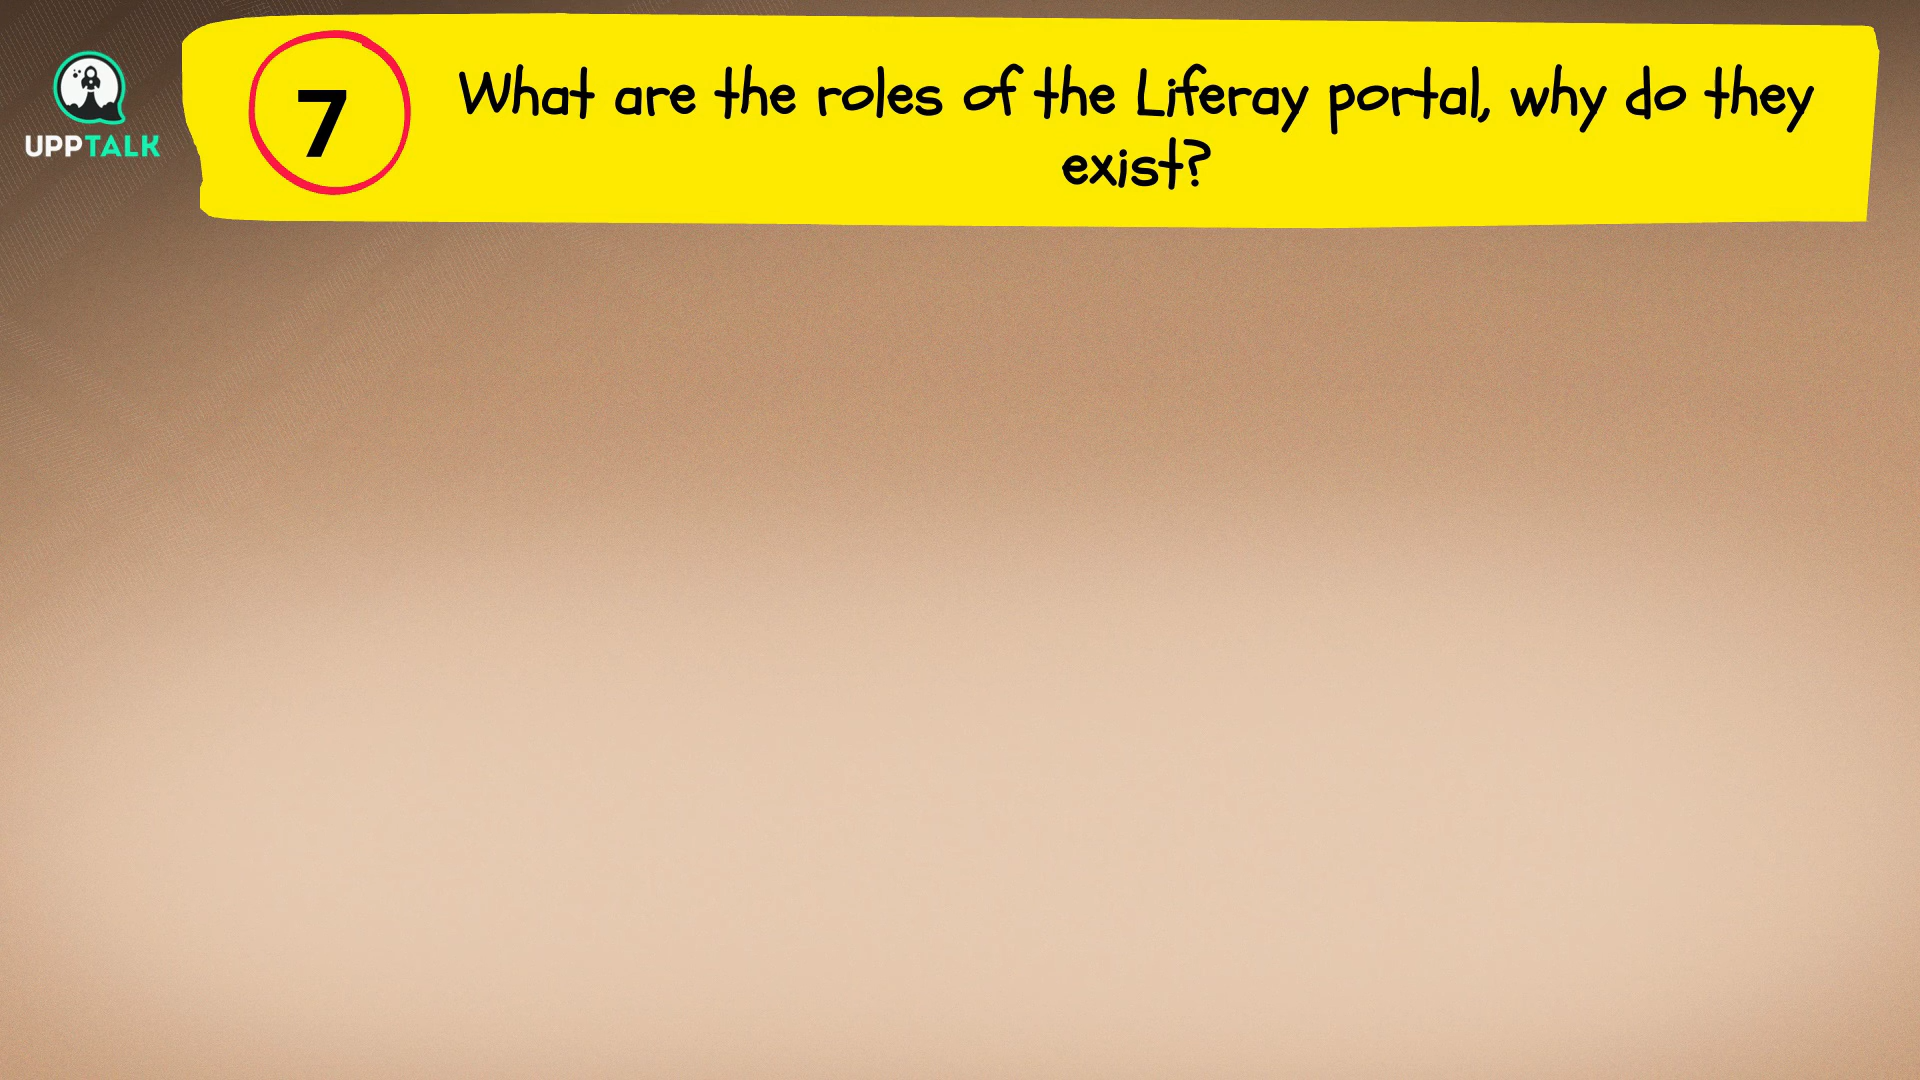 UPPTALK
7
What are the roles of the Liferay portal, why do they
exist?